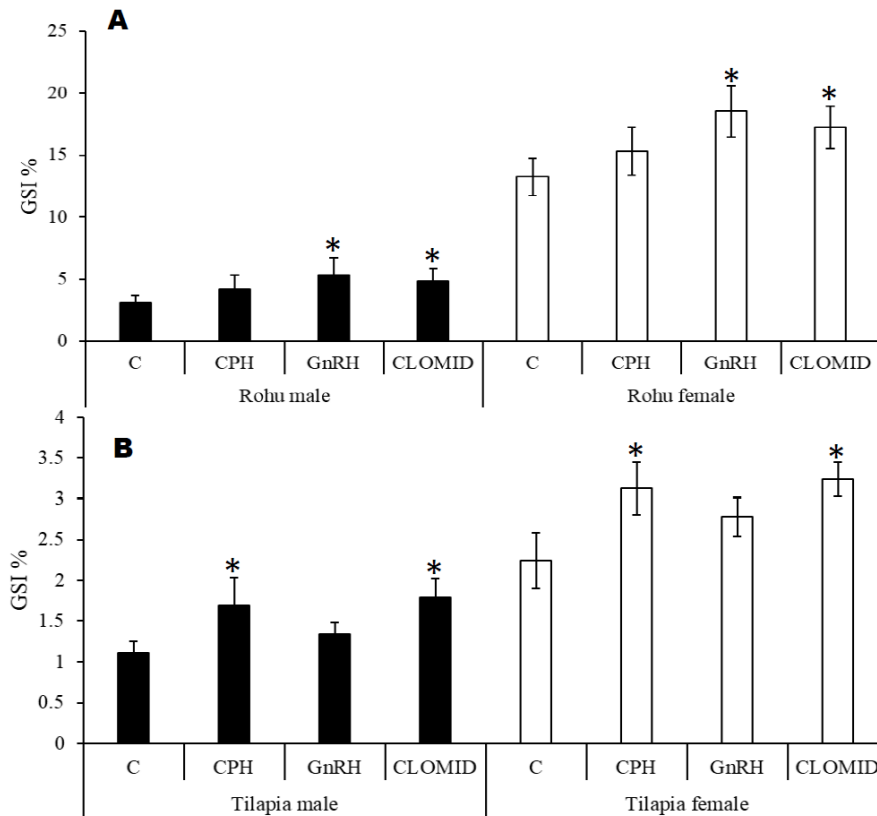 A
25
20
15
10
5
0
GSI %
* * * *
C CPH GnRH CLOMID C CPH GnRH CLOMID
Rohu male Rohu female
B
4
3.5
3
2.5
2
1.5
1
0.5
0
GSI %
* * * *
C CPH GnRH CLOMID C CPH GnRH CLOMID
Tilapia male Tilapia female